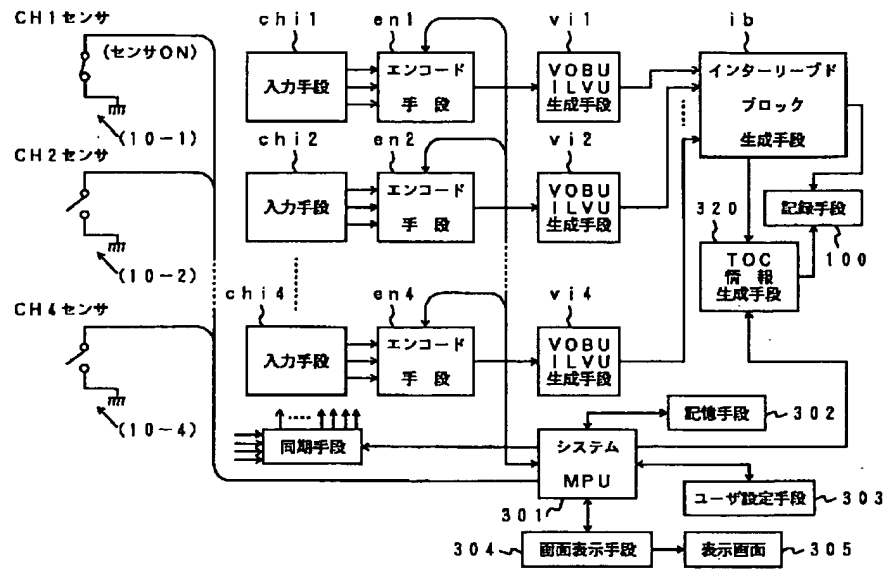 CH1センサ
(センサON)
(10-1)
CH2センサ
(10-2)
CH4センサ
(10-4)
chi1
入力手段
en1
エンコード
手段
vi1
VOBU
ILVU
生成手段
ib
インターリーブド
ブロック
生成手段
chi2
入力手段
en2
エンコード
手段
vi2
VOBU
ILVU
生成手段
320
TOC
情報
生成手段
記録手段
100
chi4
入力手段
en4
エンコード
手段
vi4
VOBU
ILVU
生成手段
同期手段
システム
MPU
301
記憶手段
302
ユーザ設定手段
303
304
画面表示手段
表示画面
305